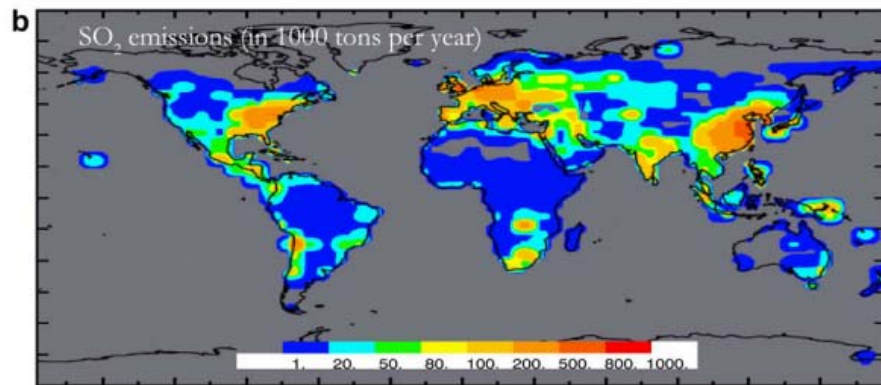 b
SO₂ emissions (in 1000 tons per year)
1. 20. 50. 80. 100. 200. 500. 800. 1000.